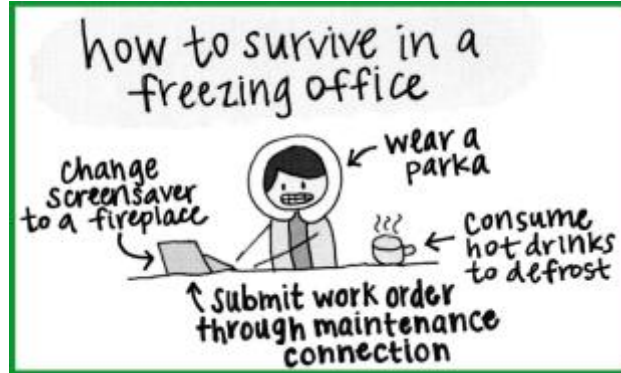 how to survive in a
freezing office
wear a
parka
change
screensaver
to a fireplace
consume
hot drinks
to defrost
submit work order
through maintenance
connection